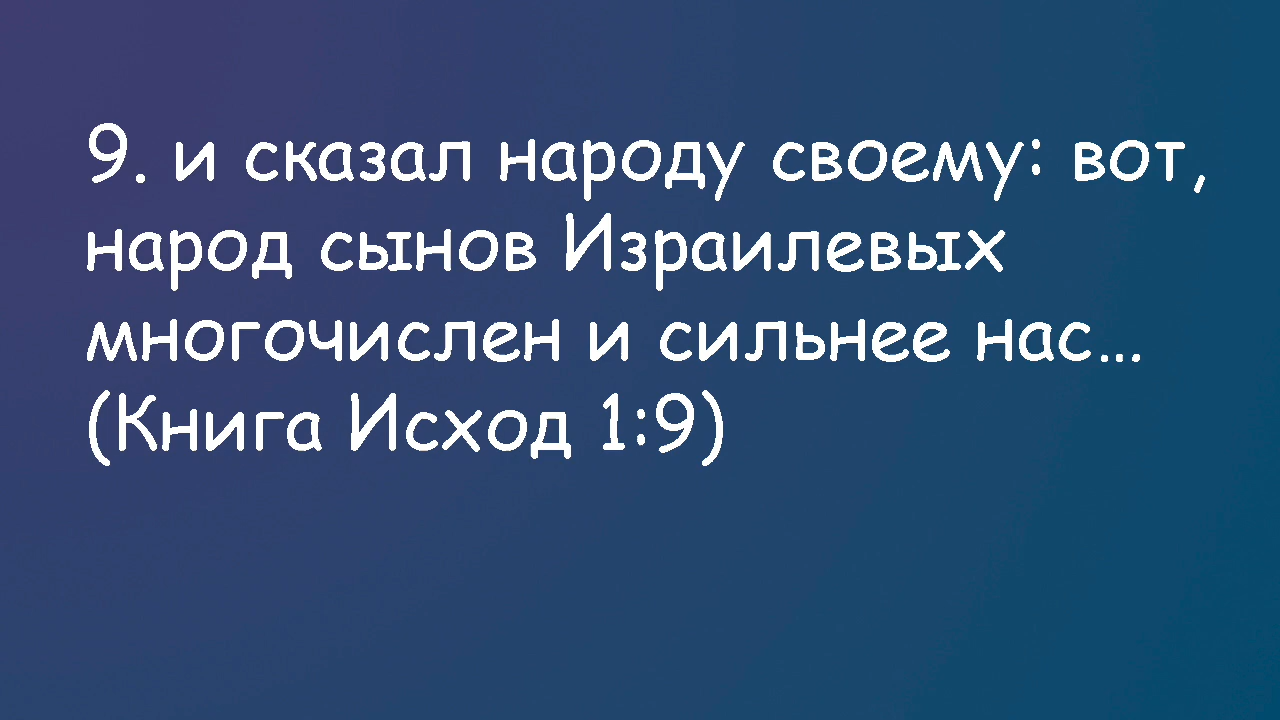 9. и сказал народу своему: вот,
народ сынов Израилевых
многочислен и сильнее нас...
(Книга Исход 1:9)